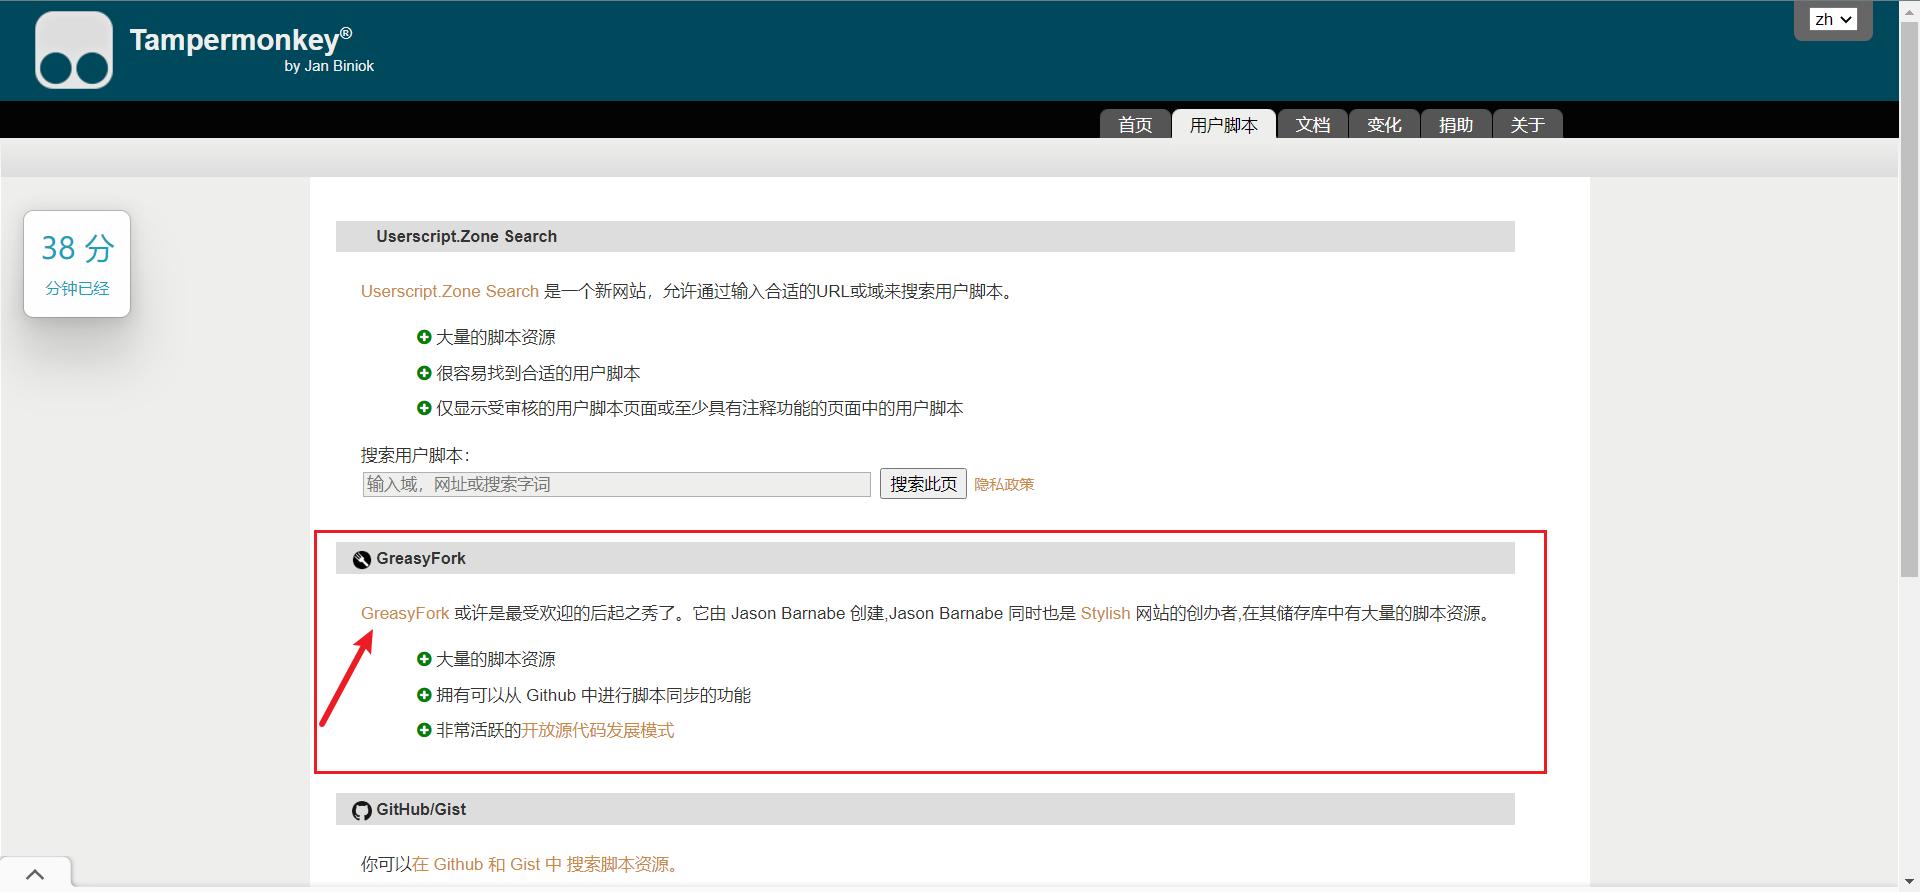 Tampermonkey®
by Jan Biniok
zh
首页 用户脚本 文档 变化 捐助 关于
38 分
分钟已经
Userscript.Zone Search
Userscript.Zone Search 是一个新网站，允许通过输入合适的URL或域来搜索用户脚本。
大量的脚本资源
很容易找到合适的用户脚本
仅显示受审核的用户脚本页面或至少具有注释功能的页面中的用户脚本
搜索用户脚本：
输入域，网址或搜索字词 搜索此页 隐私政策
GreasyFork
GreasyFork 或许是最受欢迎的后起之秀了。它由 Jason Barnabe 创建,Jason Barnabe 同时也是 Stylish 网站的创办者,在其储存库中有大量的脚本资源。
大量的脚本资源
拥有可以从 Github 中进行脚本同步的功能
非常活跃的开放源代码发展模式
GitHub/Gist
你可以在 Github 和 Gist 中 搜索脚本资源。